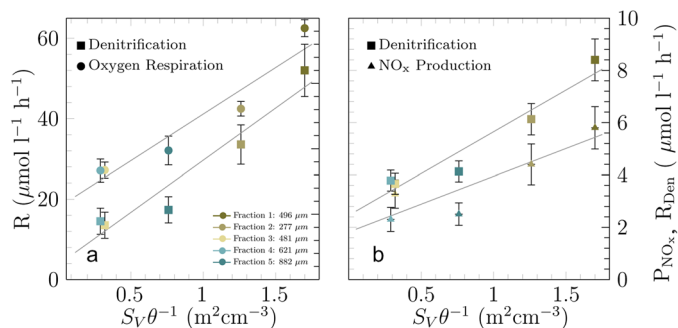 60
40
20
0
R (μmol l⁻¹ h⁻¹)
■ Denitrification
● Oxygen Respiration
Fraction 1: 496 μm
Fraction 2: 277 μm
Fraction 3: 481 μm
Fraction 4: 621 μm
Fraction 5: 882 μm
a
0.5 1 1.5
S_V θ⁻¹ (m²cm⁻³)
■ Denitrification
▲ NOₓ Production
b
0.5 1 1.5
S_V θ⁻¹ (m²cm⁻³)
10
8
6
4
2
0
P_NOₓ, R_Den ( μmol l⁻¹ h⁻¹)